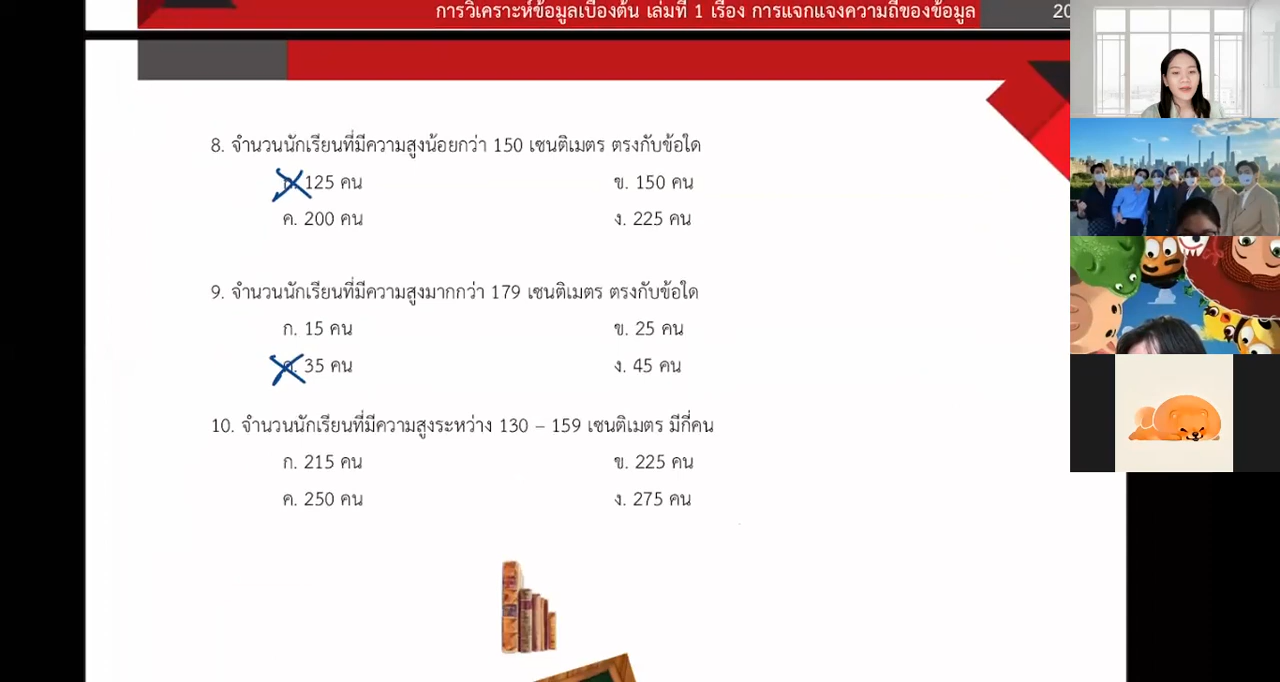 การวิเคราะห์ข้อมูลเบื้องต้น เล่มที่ 1 เรื่อง การแจกแจงความถี่ของข้อมูล 20
8. จำนวนนักเรียนที่มีความสูงน้อยกว่า 150 เซนติเมตร ตรงกับข้อใด
ก. 125 คน ข. 150 คน
ค. 200 คน ง. 225 คน
9. จำนวนนักเรียนที่มีความสูงมากกว่า 179 เซนติเมตร ตรงกับข้อใด
ก. 15 คน ข. 25 คน
ค. 35 คน ง. 45 คน
10. จำนวนนักเรียนที่มีความสูงระหว่าง 130 – 159 เซนติเมตร มีกี่คน
ก. 215 คน ข. 225 คน
ค. 250 คน ง. 275 คน